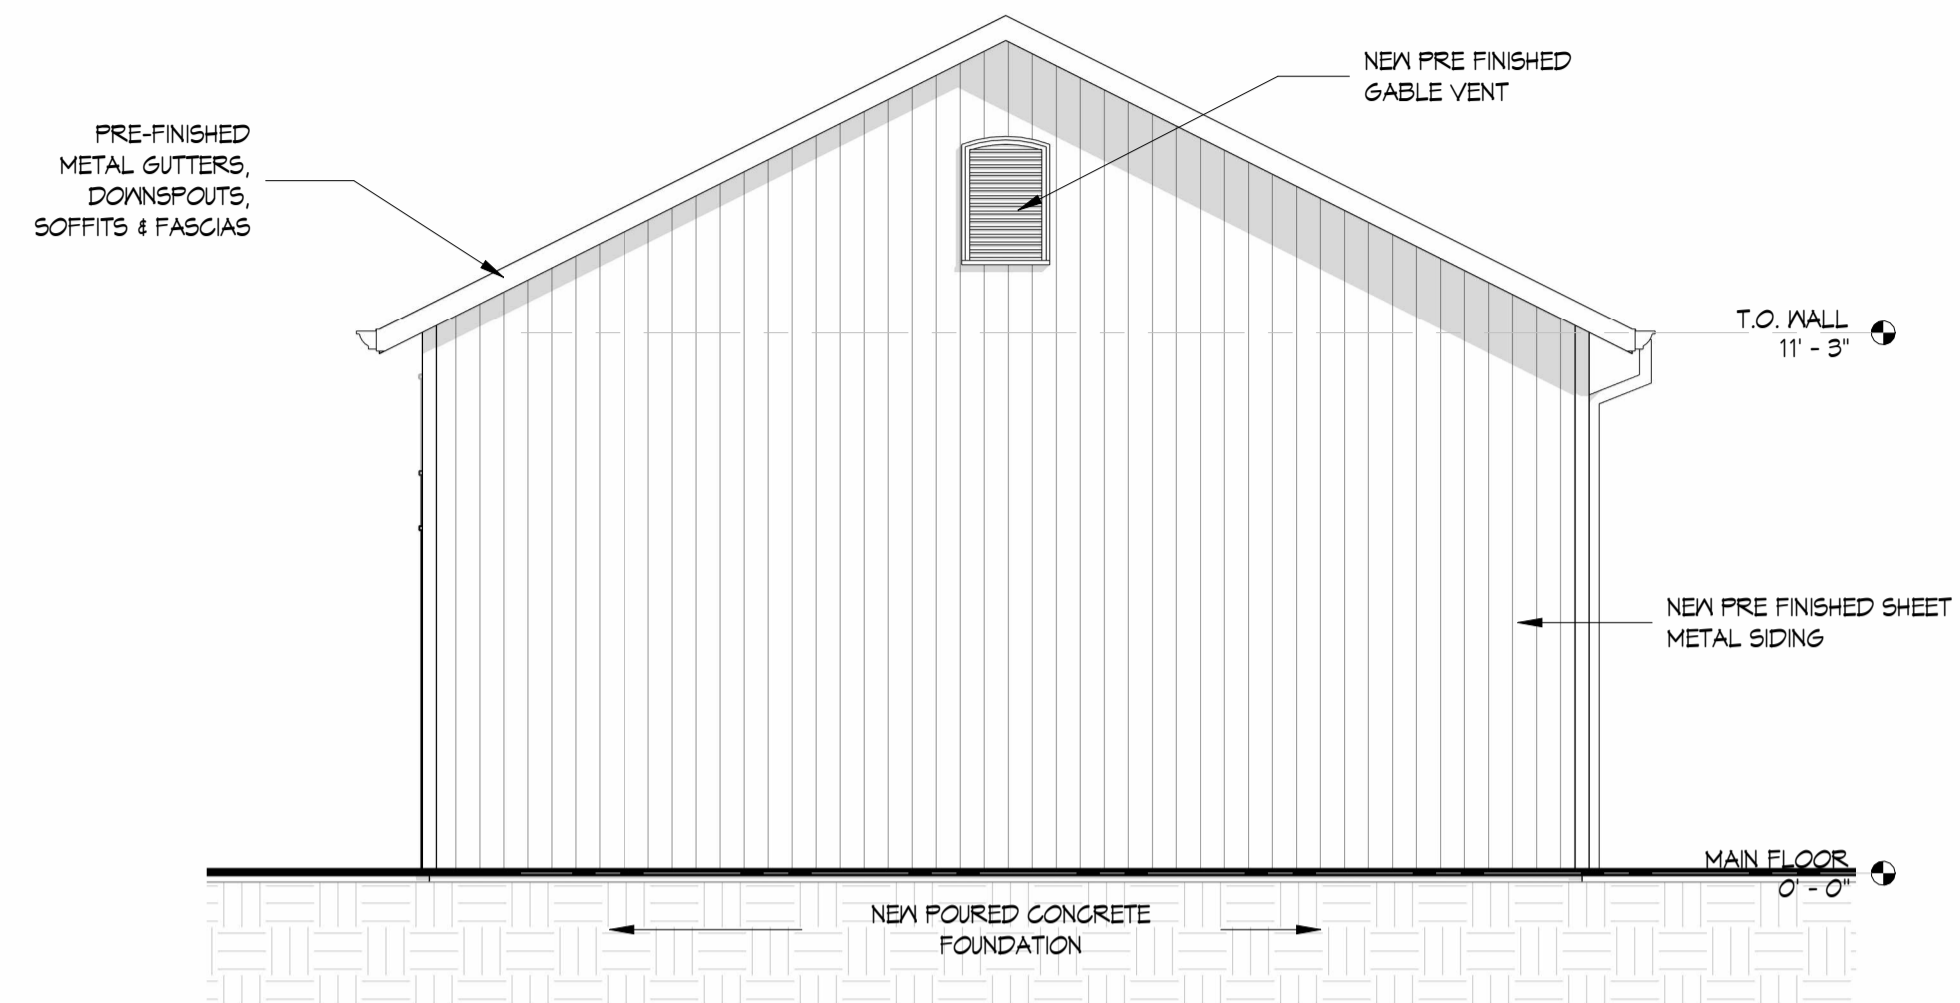 NEW PRE FINISHED
GABLE VENT
PRE-FINISHED
METAL GUTTERS,
DOWNSPOUTS,
SOFFITS & FASCIAS
T.O. WALL
11' - 3"
NEW PRE FINISHED SHEET
METAL SIDING
MAIN FLOOR
0' - 0"
NEW POURED CONCRETE
FOUNDATION